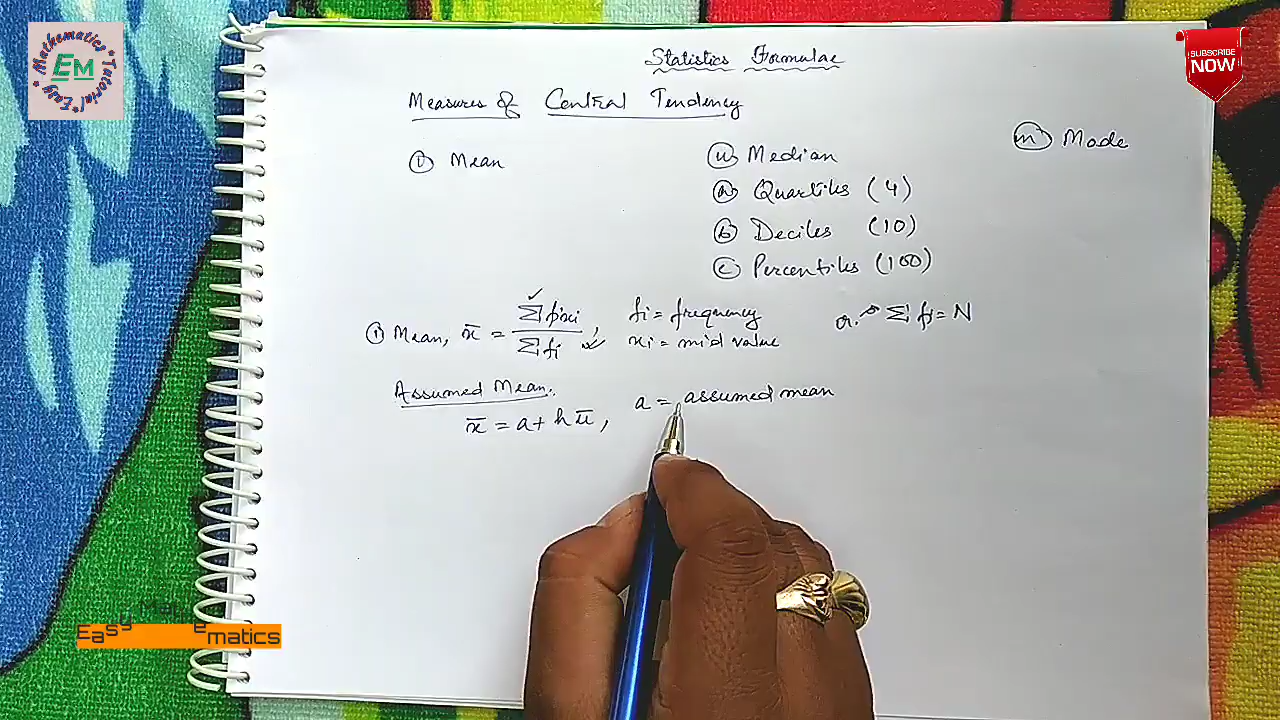 Mathematics
EM
Easy Tutorial
SUBSCRIBE
NOW
Statistics Formulae
Measures of Central Tendency
(i) Mean
(ii) Median
(iii) Mode
(a) Quartiles (4)
(b) Deciles (10)
(c) Percentiles (100)
(i) Mean, x̄ = Σfixi / Σfi , fi = frequency
xi = mid value
Σfi = N
Assumed Mean:
x̄ = a + hū, a = assumed mean
Easy
ematics